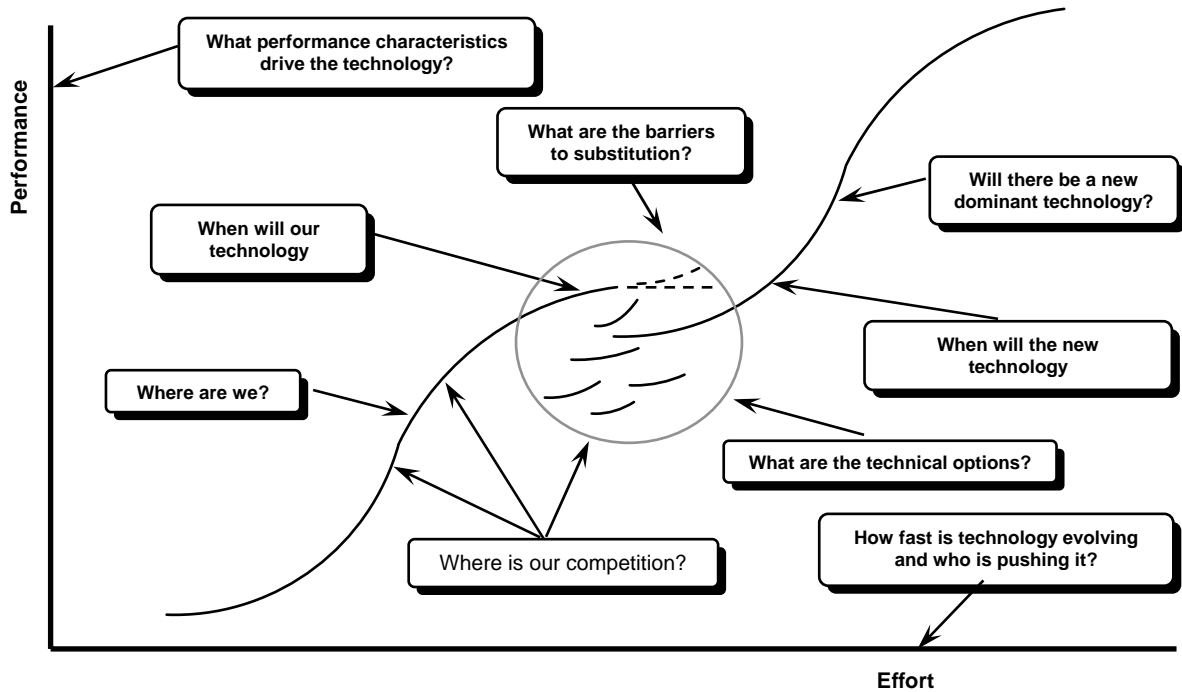 What performance characteristics
drive the technology?
Performance
What are the barriers
to substitution?
Will there be a new
dominant technology?
When will our
technology
When will the new
technology
Where are we?
What are the technical options?
Where is our competition?
How fast is technology evolving
and who is pushing it?
Effort